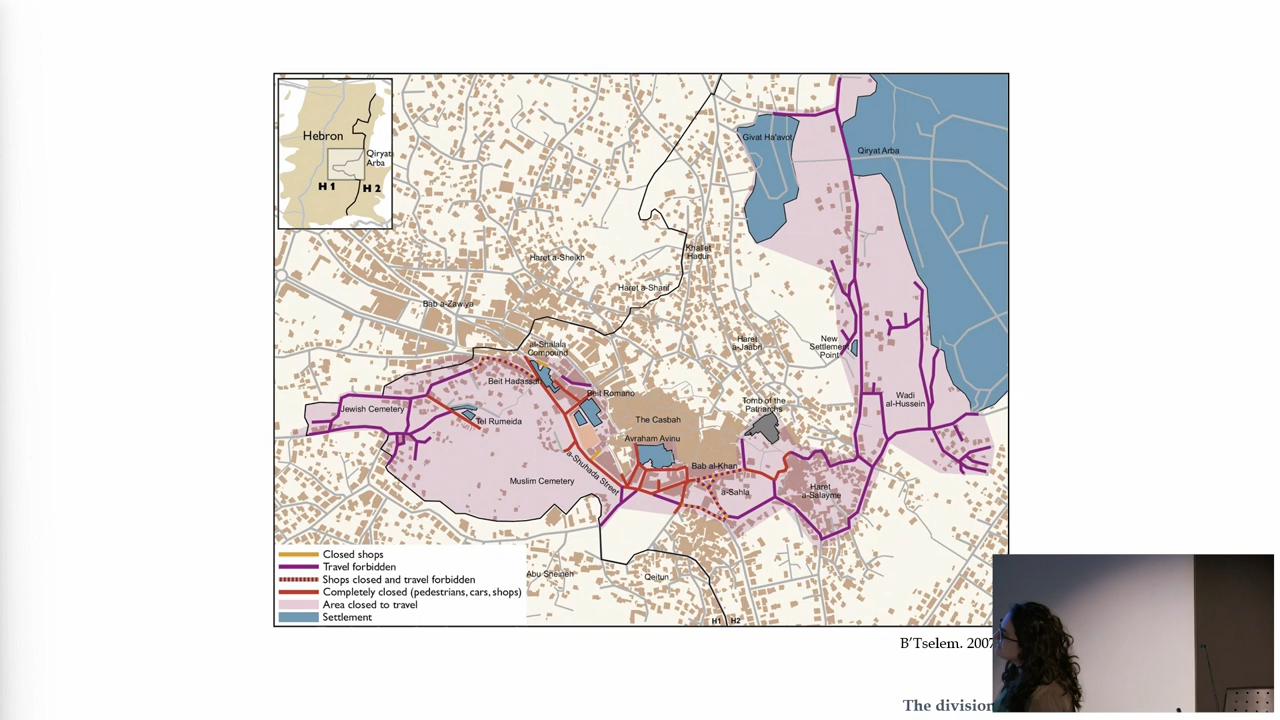 Hebron
Qiryat
Arba
H1
H2
Givat Ha'avot
Qiryat Arba
Khallet
Hadur
Haret a-Sheikh
Haret a-Sharif
Bab a-Zawiya
al-Shalala
Compound
Haret
a-Jaabri
New
Settlement
Point
Beit Hadassah
Beit Romano
Tomb of the
Patriarchs
Wadi
al-Hussein
Jewish Cemetery
Tel Rumeida
The Casbah
Avraham Avinu
a-Shuhada Street
Bab al-Khan
Muslim Cemetery
a-Sahla
Haret
a-Salayme
Abu Sneineh
Qeitun
H1
H2
Closed shops
Travel forbidden
Shops closed and travel forbidden
Completely closed (pedestrians, cars, shops)
Area closed to travel
Settlement
B'Tselem. 2007
The division